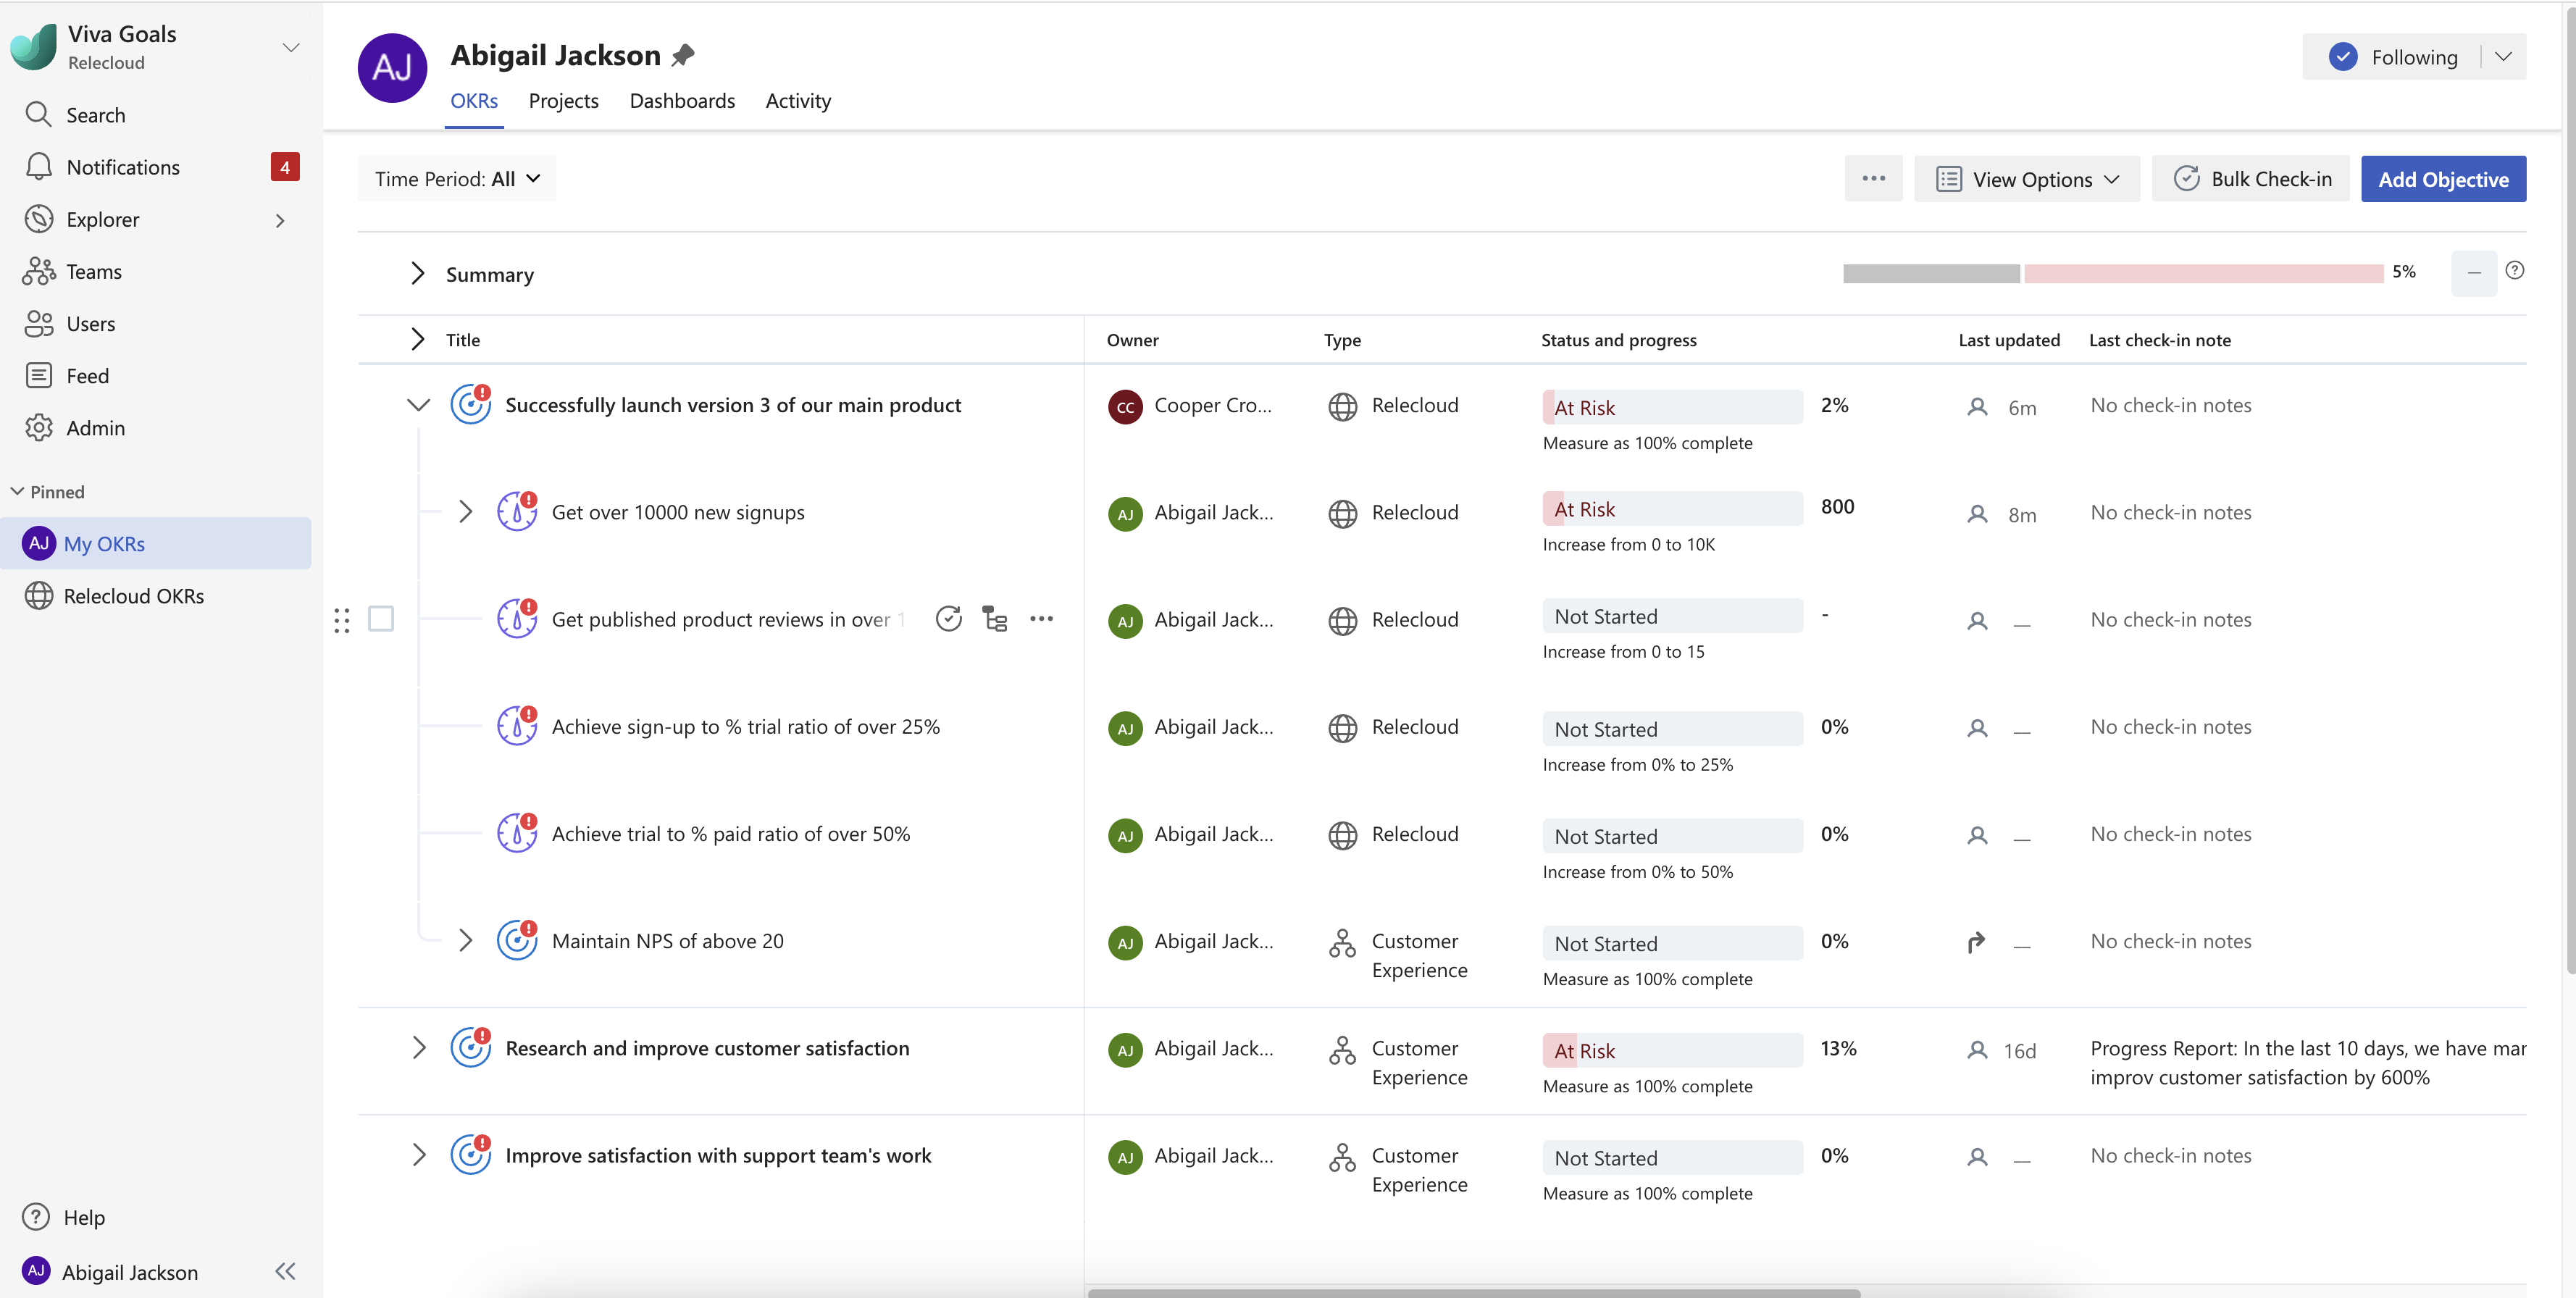 Viva Goals
Relecloud
Search
Notifications 4
Explorer
Teams
Users
Feed
Admin
Pinned
AJ My OKRs
Relecloud OKRs
Help
AJ Abigail Jackson
AJ Abigail Jackson
Following
OKRs Projects Dashboards Activity
Time Period: All
View Options Bulk Check-in Add Objective
Summary 5%
Title Owner Type Status and progress Last updated Last check-in note
Successfully launch version 3 of our main product CC Cooper Cro... Relecloud At Risk 2% 6m No check-in notes
Measure as 100% complete
Get over 10000 new signups AJ Abigail Jack... Relecloud At Risk 800 8m No check-in notes
Increase from 0 to 10K
Get published product reviews in over AJ Abigail Jack... Relecloud Not Started - — No check-in notes
Increase from 0 to 15
Achieve sign-up to % trial ratio of over 25% AJ Abigail Jack... Relecloud Not Started 0% — No check-in notes
Increase from 0% to 25%
Achieve trial to % paid ratio of over 50% AJ Abigail Jack... Relecloud Not Started 0% — No check-in notes
Increase from 0% to 50%
Maintain NPS of above 20 AJ Abigail Jack... Customer Experience Not Started 0% — No check-in notes
Measure as 100% complete
Research and improve customer satisfaction AJ Abigail Jack... Customer Experience At Risk 13% 16d Progress Report: In the last 10 days, we have mar
Measure as 100% complete improv customer satisfaction by 600%
Improve satisfaction with support team's work AJ Abigail Jack... Customer Experience Not Started 0% — No check-in notes
Measure as 100% complete